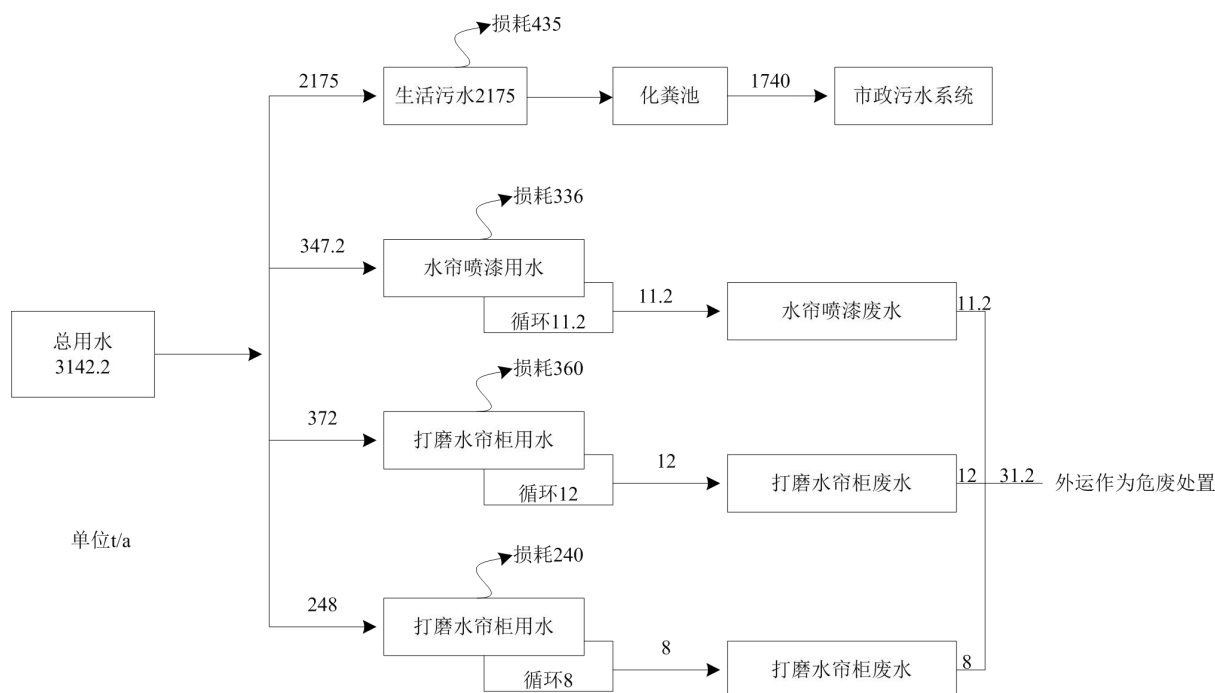 损耗435
2175
生活污水2175
化粪池
1740
市政污水系统
损耗336
347.2
水帘喷漆用水
循环11.2
11.2
水帘喷漆废水
11.2
总用水
3142.2
损耗360
372
打磨水帘柜用水
循环12
12
打磨水帘柜废水
12
31.2
外运作为危废处置
单位t/a
损耗240
248
打磨水帘柜用水
循环8
8
打磨水帘柜废水
8